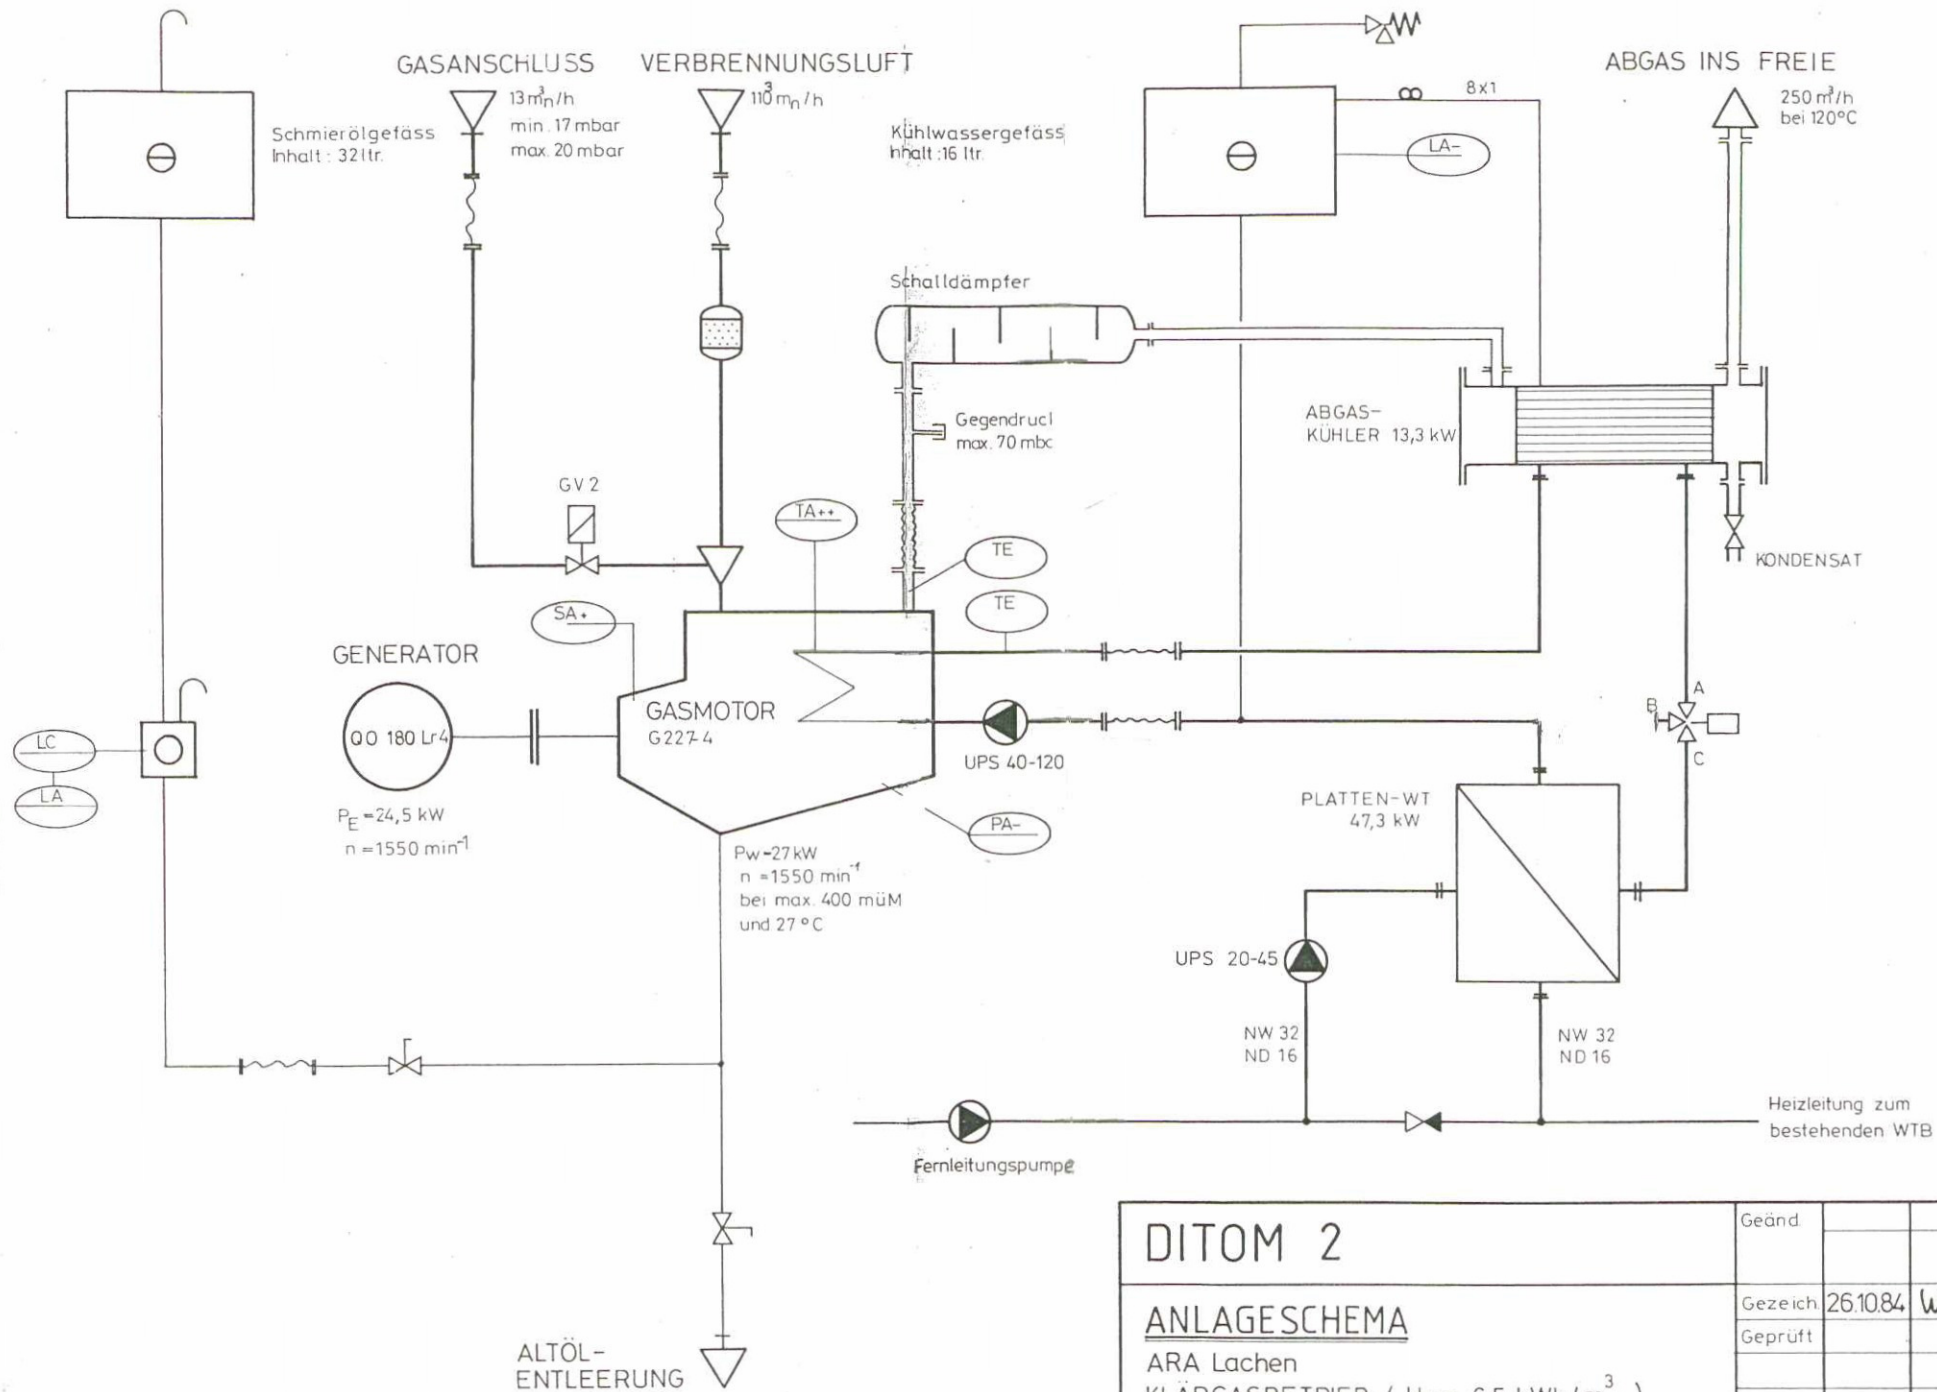 GASANSCHLUSS
13 m³n/h
min. 17 mbar
max. 20 mbar
VERBRENNUNGSLUFT
110 m³n/h
ABGAS INS FREIE
250 m³/h
bei 120°C
8x1
Schmierölgefäss
Inhalt : 32 ltr.
Kühlwassergefäss
Inhalt :16 ltr.
LA-
Schalldämpfer
Gegendruc
max. 70 mb
ABGAS-
KÜHLER 13,3 kW
GV 2
TA++
TE
TE
KONDENSAT
SA+
GENERATOR
QO 180 Lr4
PE =24,5 kW
n =1550 min-1
GASMOTOR
G227-4
UPS 40-120
PA-
Pw=27 kW
n =1550 min-1
bei max. 400 müM
und 27 °C
LC
LA
A
B
C
PLATTEN-WT
47,3 kW
UPS 20-45
NW 32
ND 16
NW 32
ND 16
Heizleitung zum
bestehenden WTB
Fernleitungspumpe
ALTÖL-
ENTLEERUNG
DITOM 2
Geänd.
ANLAGESCHEMA
Gezeich. 26.10.84
Geprüft
ARA Lachen
KLÄRGASBETRIEB